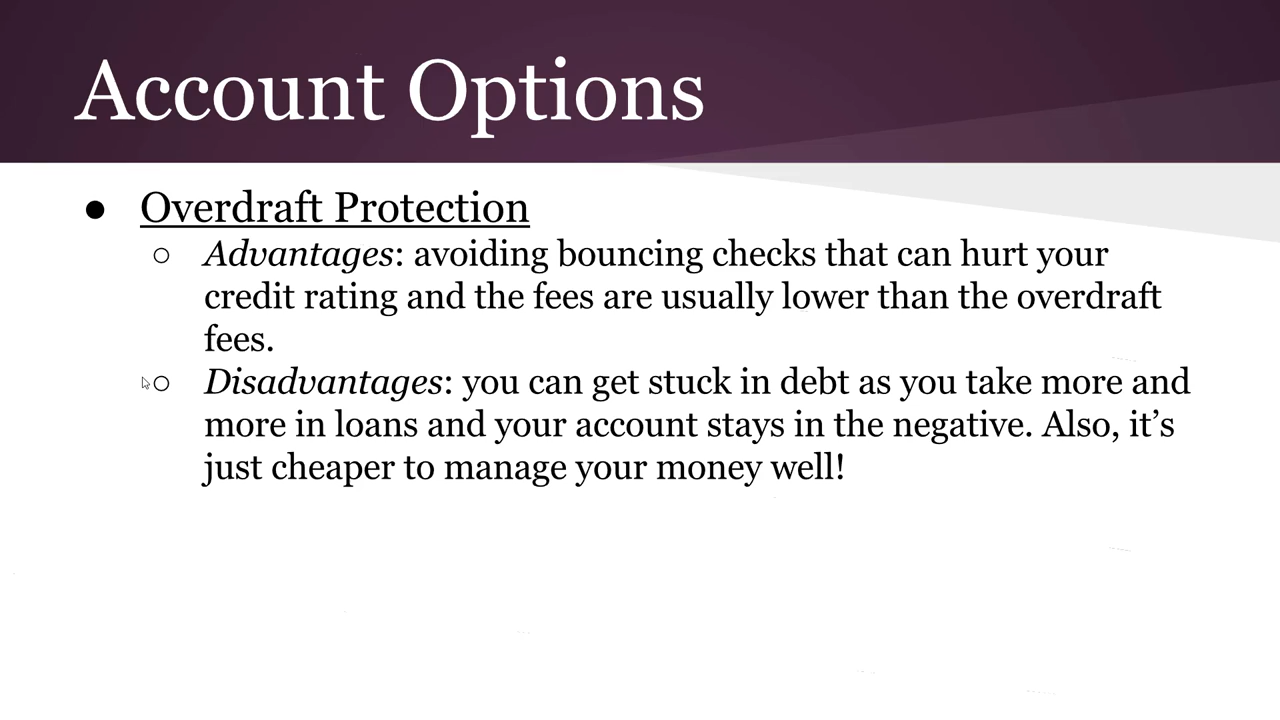 Account Options
● Overdraft Protection
○ Advantages: avoiding bouncing checks that can hurt your
credit rating and the fees are usually lower than the overdraft
fees.
○ Disadvantages: you can get stuck in debt as you take more and
more in loans and your account stays in the negative. Also, it’s
just cheaper to manage your money well!